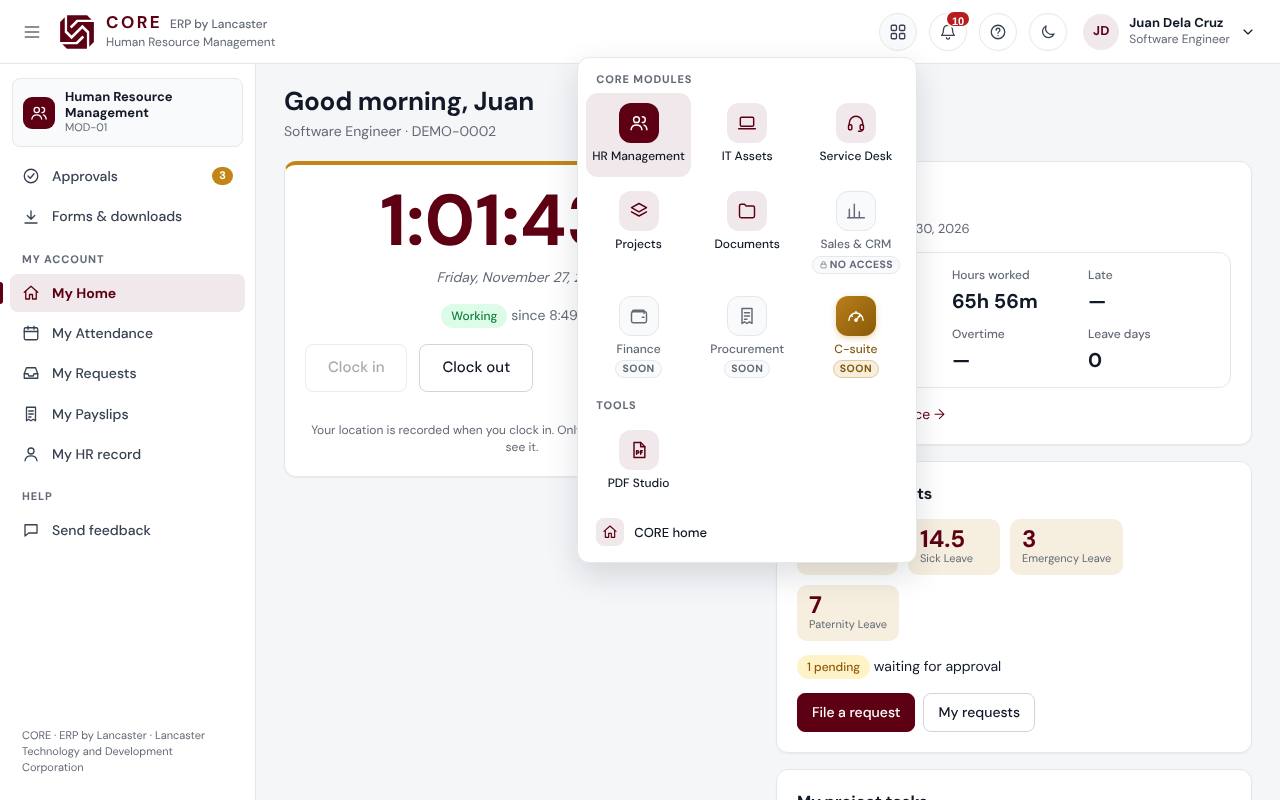 CORE ERP by Lancaster
Human Resource Management
10
JD
Juan Dela Cruz
Software Engineer
Human Resource
Management
MOD-01
Approvals 3
Forms & downloads
MY ACCOUNT
My Home
My Attendance
My Requests
My Payslips
My HR record
HELP
Send feedback
CORE · ERP by Lancaster · Lancaster
Technology and Development
Corporation
Good morning, Juan
Software Engineer · DEMO-0002
1:01:43
Friday, November 27, 2
Working since 8:49
Clock in Clock out
Your location is recorded when you clock in. Onl
see it.
CORE MODULES
HR Management IT Assets Service Desk
Projects Documents Sales & CRM
NO ACCESS
Finance Procurement C-suite
SOON SOON SOON
TOOLS
PDF Studio
CORE home
30, 2026
Hours worked Late
65h 56m —
Overtime Leave days
— 0
ce →
ts
14.5 3
Sick Leave Emergency Leave
7
Paternity Leave
1 pending waiting for approval
File a request My requests
My project tasks